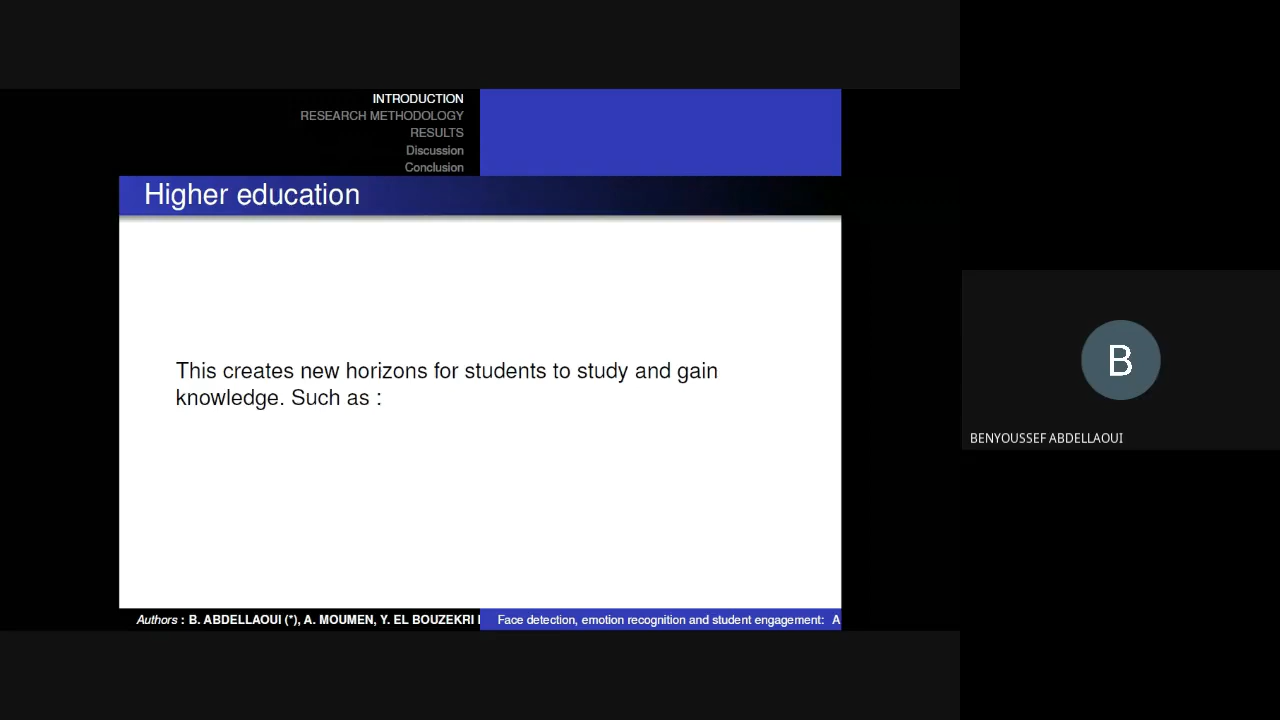 INTRODUCTION
RESEARCH METHODOLOGY
RESULTS
Discussion
Conclusion
Higher education
This creates new horizons for students to study and gain
knowledge. Such as :
Authors : B. ABDELLAOUI (*), A. MOUMEN, Y. EL BOUZEKRI
Face detection, emotion recognition and student engagement: A
B
BENYOUSSEF ABDELLAOUI